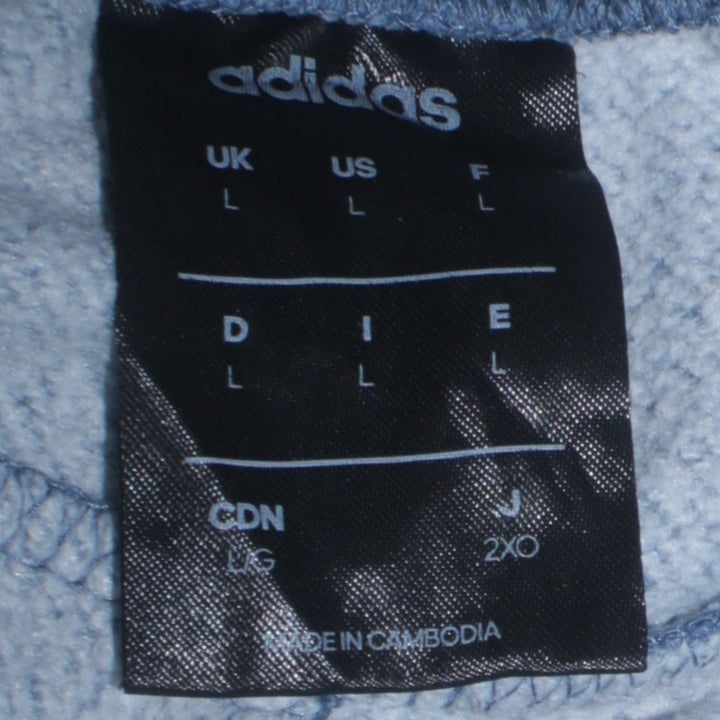 adidas
UK US F
L L L
D I E
L L L
CDN J
L/G 2XO
MADE IN CAMBODIA